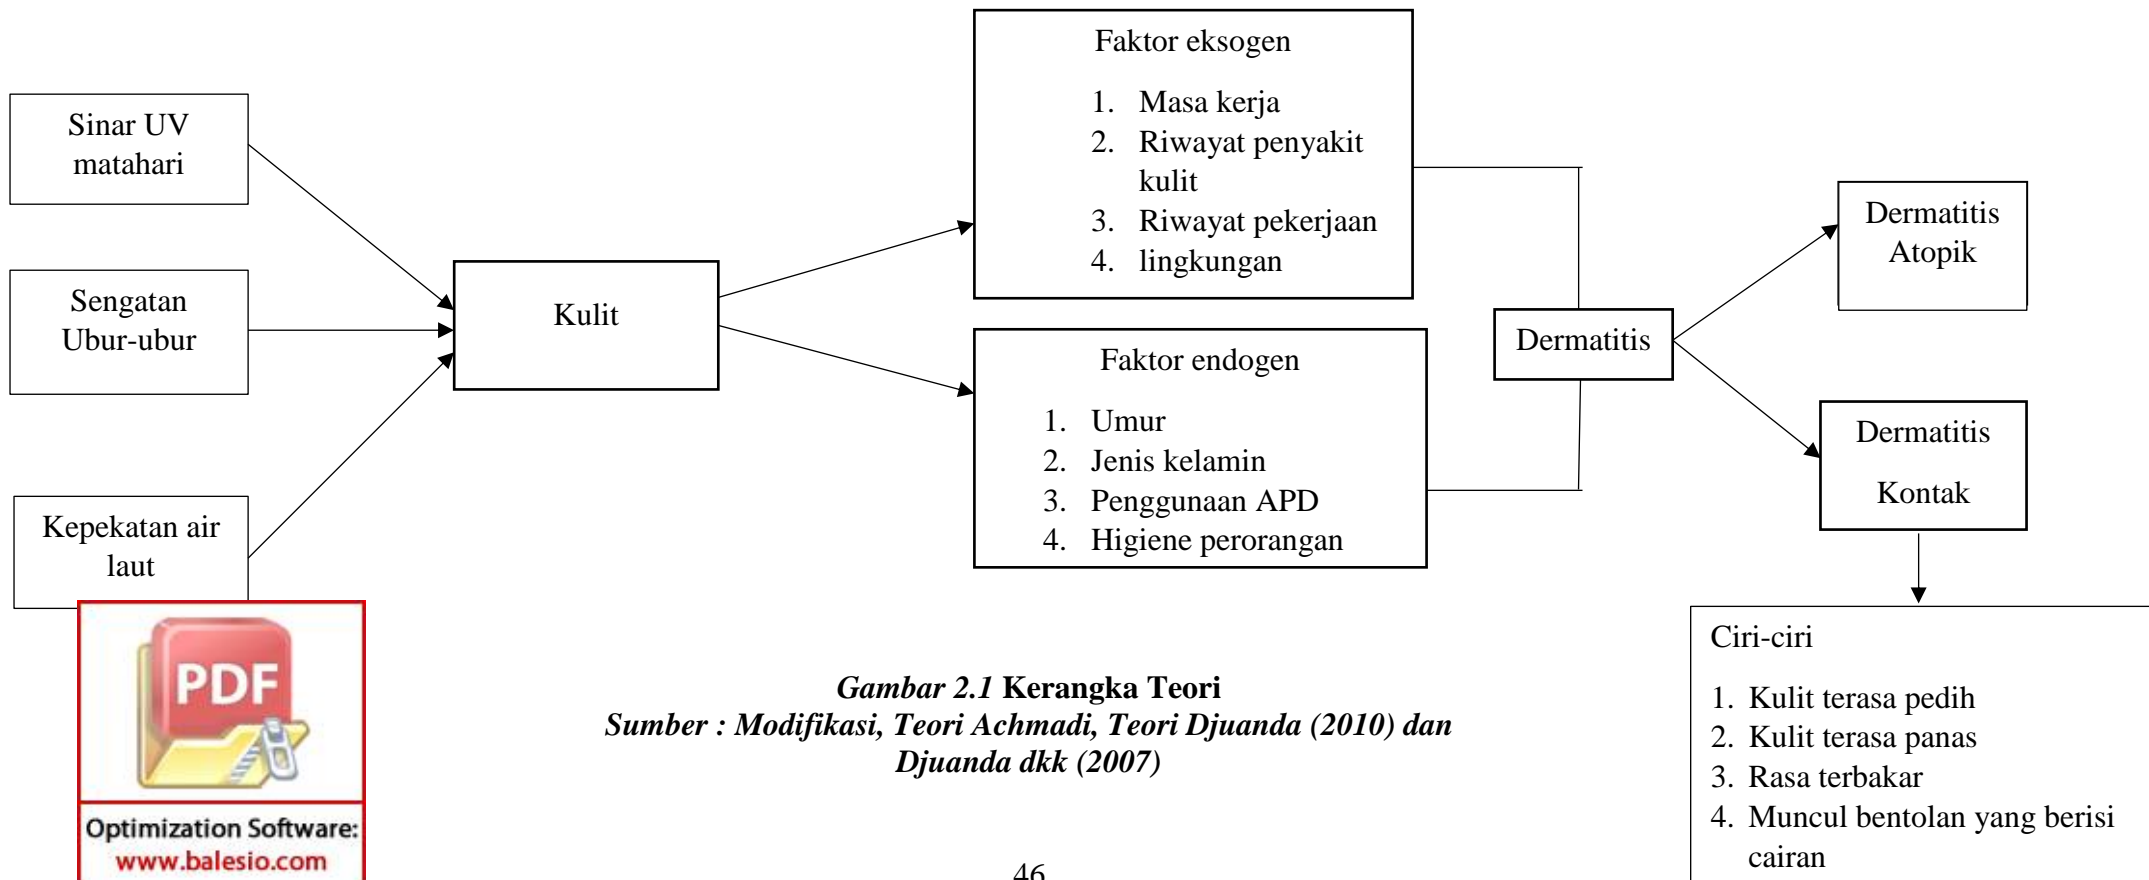 Sinar UV
matahari
Sengatan
Ubur-ubur
Kepekatan air
laut
Kulit
Faktor eksogen
1. Masa kerja
2. Riwayat penyakit
kulit
3. Riwayat pekerjaan
4. lingkungan
Faktor endogen
1. Umur
2. Jenis kelamin
3. Penggunaan APD
4. Higiene perorangan
Dermatitis
Dermatitis
Atopik
Dermatitis
Kontak
Ciri-ciri
1. Kulit terasa pedih
2. Kulit terasa panas
3. Rasa terbakar
4. Muncul bentolan yang berisi
cairan
Gambar 2.1 Kerangka Teori
Sumber : Modifikasi, Teori Achmadi, Teori Djuanda (2010) dan
Djuanda dkk (2007)
PDF
Optimization Software:
www.balesio.com
46